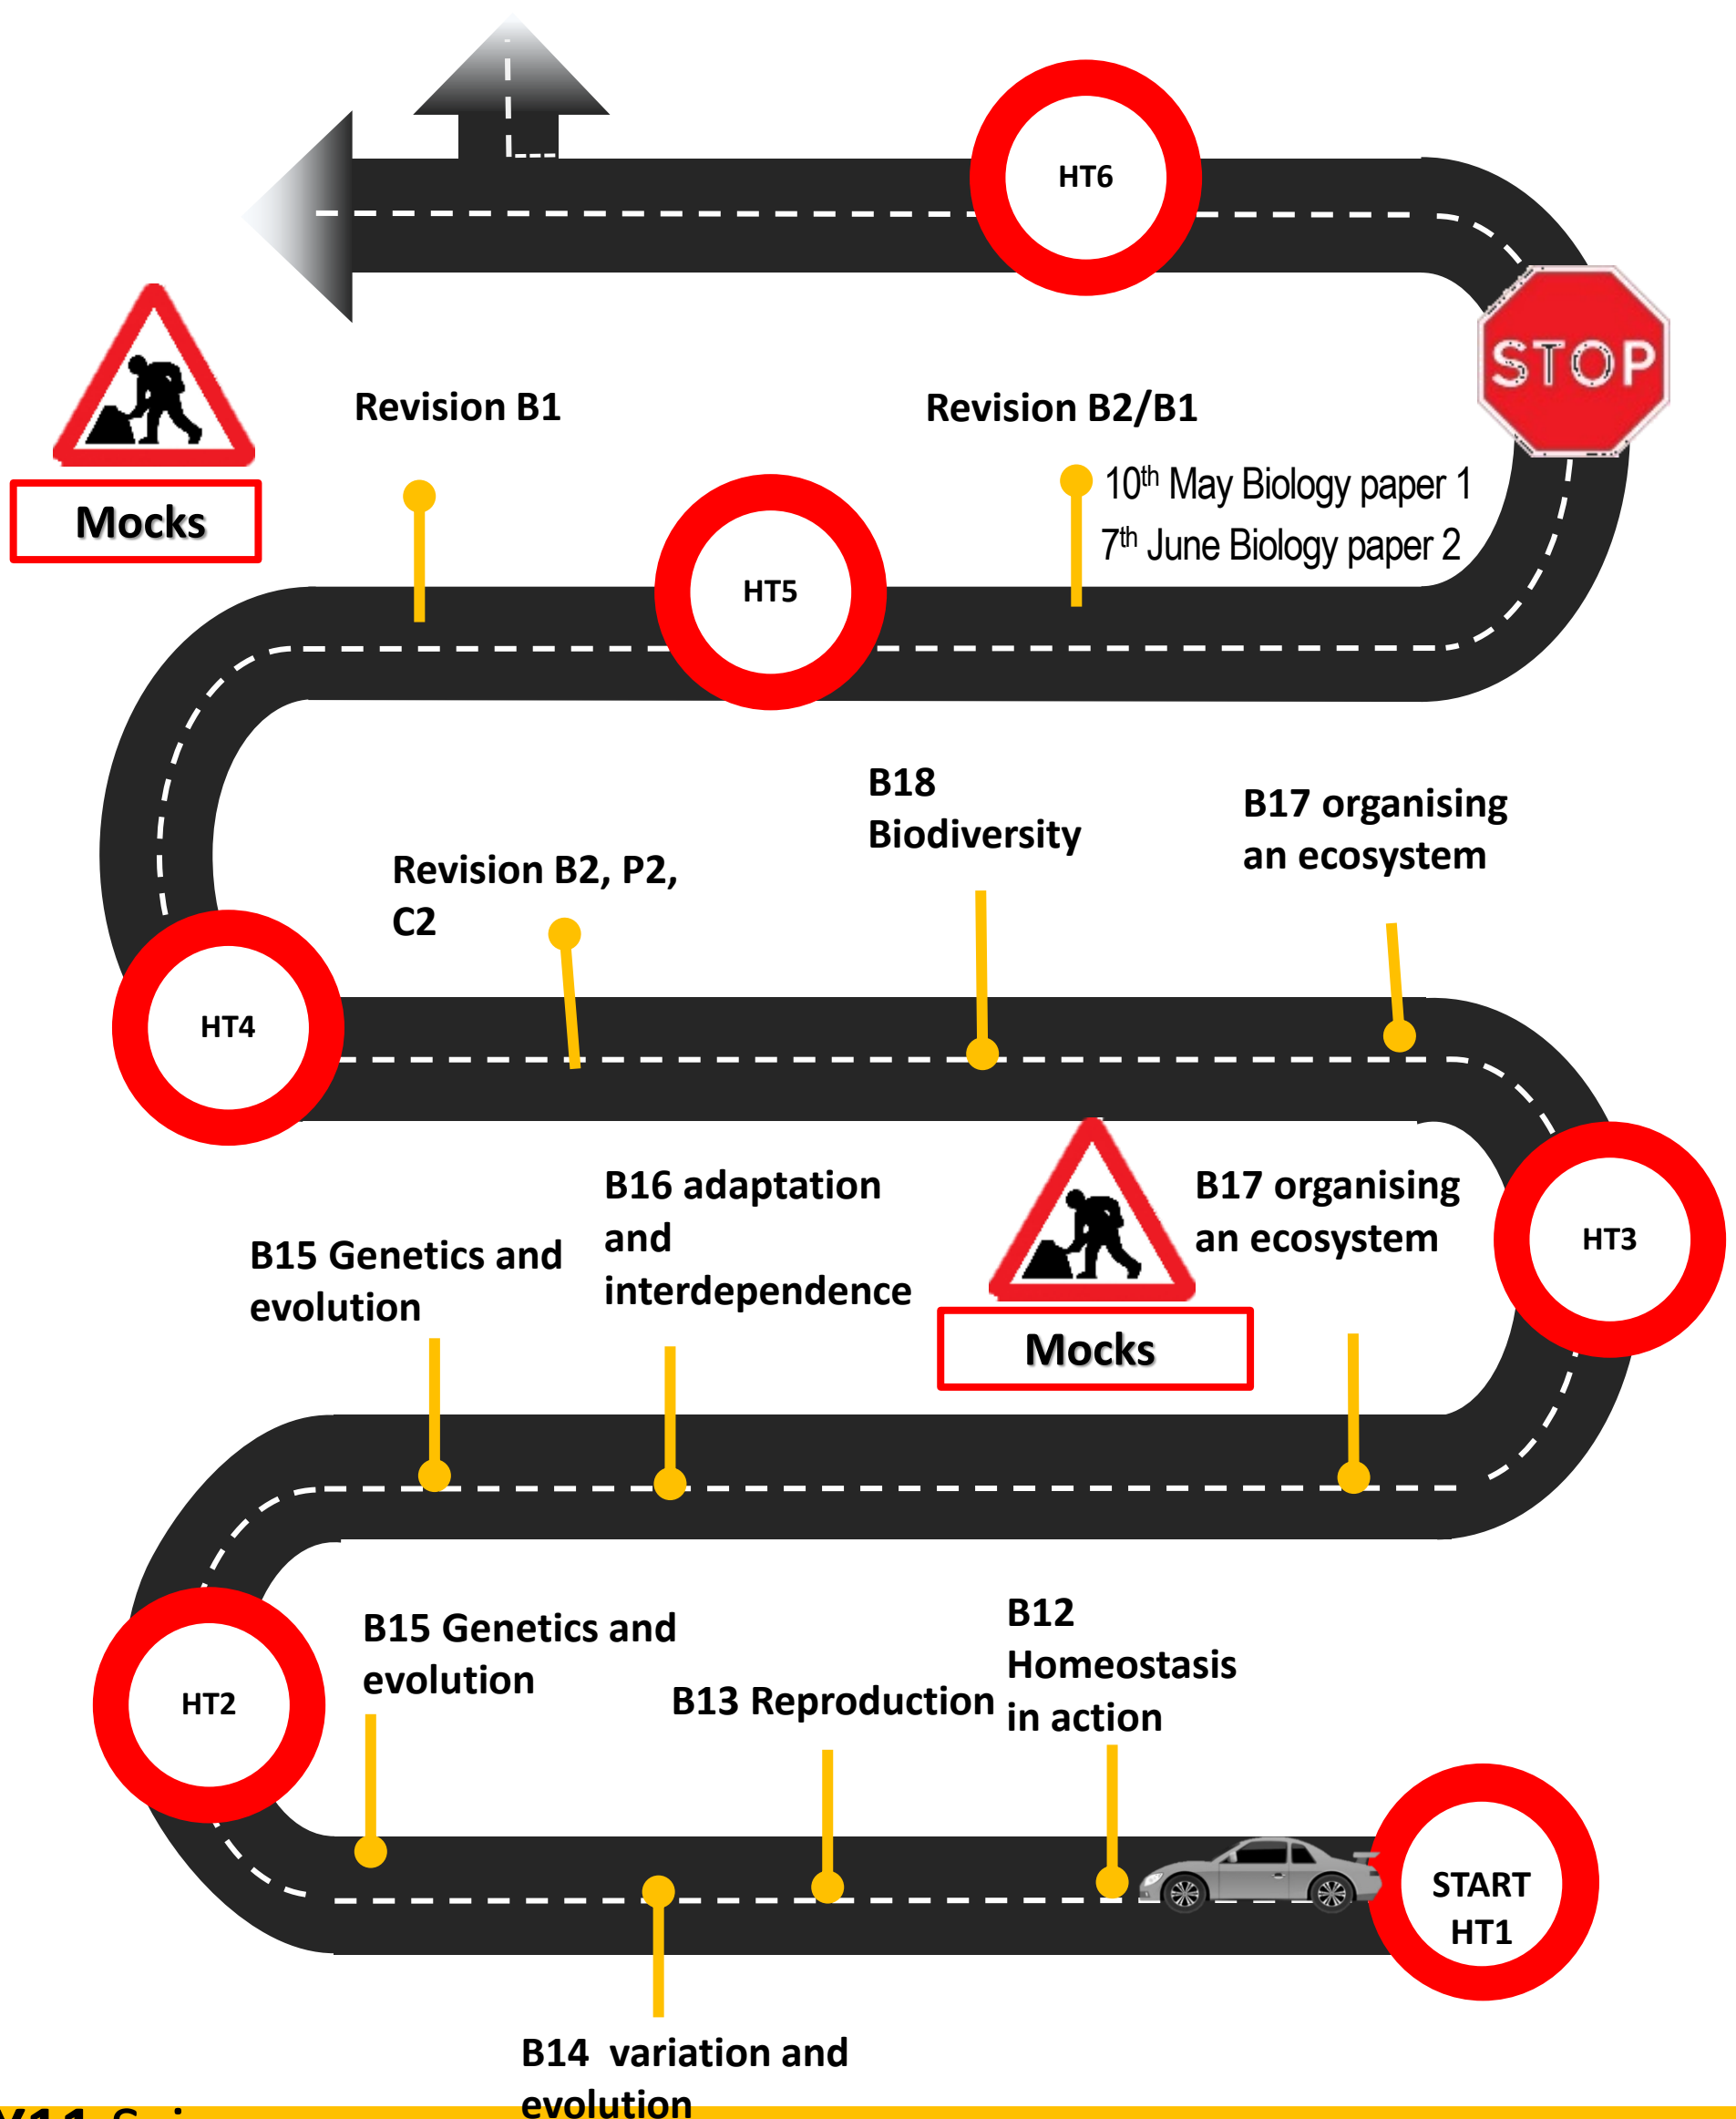 HT6
STOP
Revision B1
Revision B2/B1
10th May Biology paper 1
7th June Biology paper 2
Mocks
HT5
B18
Biodiversity
B17 organising
an ecosystem
Revision B2, P2,
C2
HT4
B16 adaptation
and
interdependence
B17 organising
an ecosystem
HT3
B15 Genetics and
evolution
Mocks
B15 Genetics and
evolution
B12
Homeostasis
in action
HT2
B13 Reproduction
START
HT1
B14 variation and
evolution
Y11